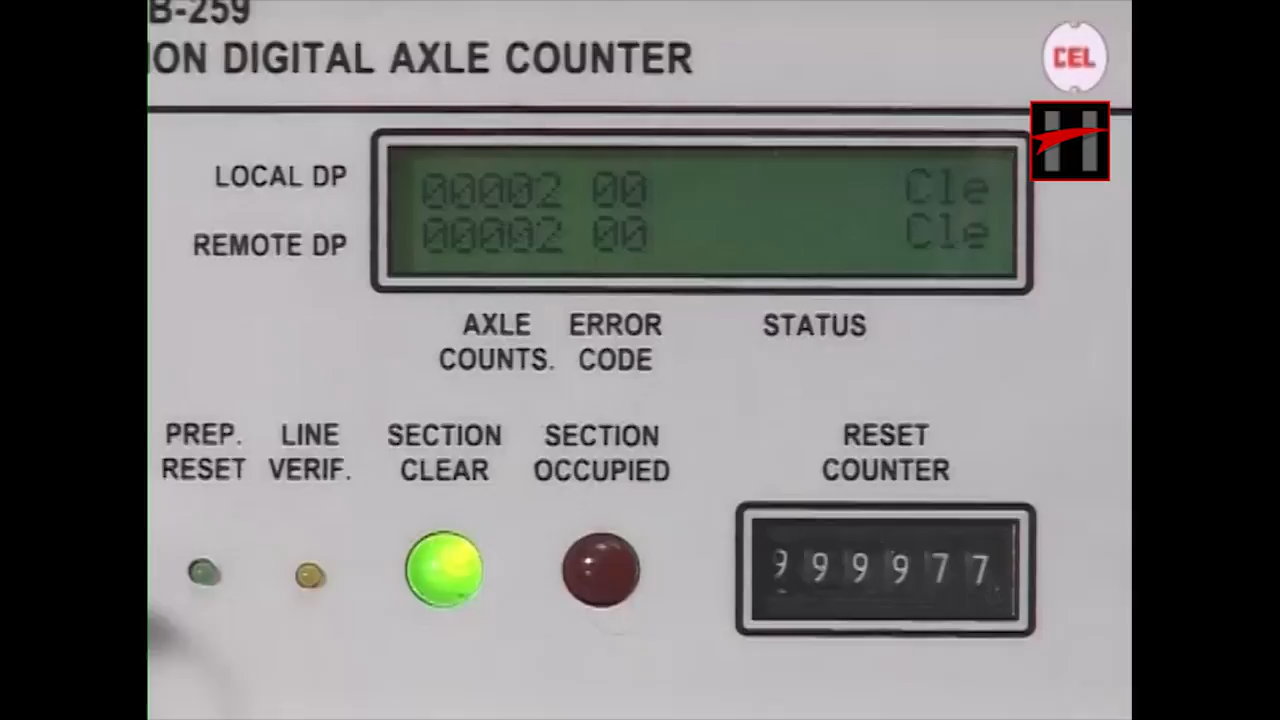 B-259
ION DIGITAL AXLE COUNTER
CEL
H
LOCAL DP
00002 00 Cle
REMOTE DP
00002 00 Cle
AXLE COUNTS.
ERROR CODE
STATUS
PREP. RESET
LINE VERIF.
SECTION CLEAR
SECTION OCCUPIED
RESET COUNTER
999977